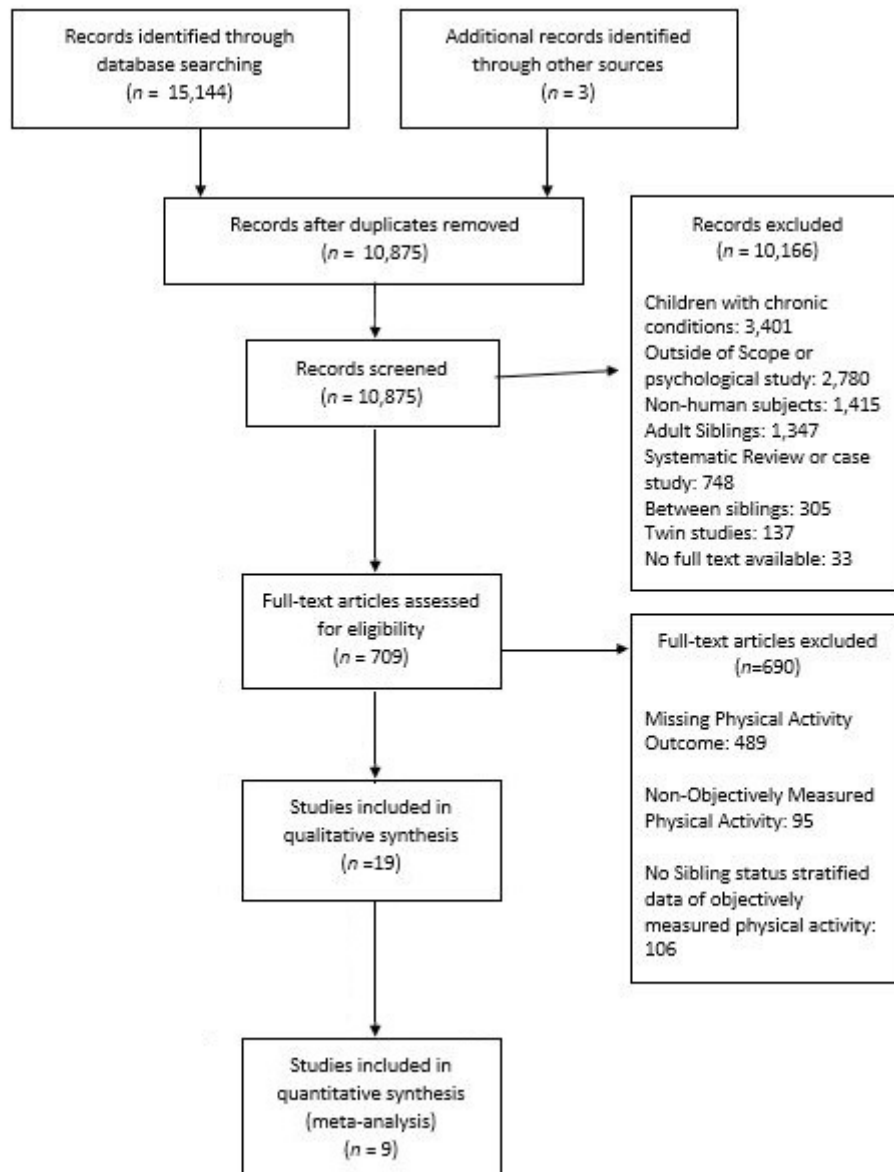 Records identified through
database searching
(n = 15,144)
Additional records identified
through other sources
(n = 3)
Records after duplicates removed
(n = 10,875)
Records excluded
(n = 10,166)
Children with chronic
conditions: 3,401
Outside of Scope or
psychological study: 2,780
Non-human subjects: 1,415
Adult Siblings: 1,347
Systematic Review or case
study: 748
Between siblings: 305
Twin studies: 137
No full text available: 33
Records screened
(n = 10,875)
Full-text articles assessed
for eligibility
(n = 709)
Full-text articles excluded
(n=690)
Missing Physical Activity
Outcome: 489
Non-Objectively Measured
Physical Activity: 95
No Sibling status stratified
data of objectively
measured physical activity:
106
Studies included in
qualitative synthesis
(n =19)
Studies included in
quantitative synthesis
(meta-analysis)
(n = 9)